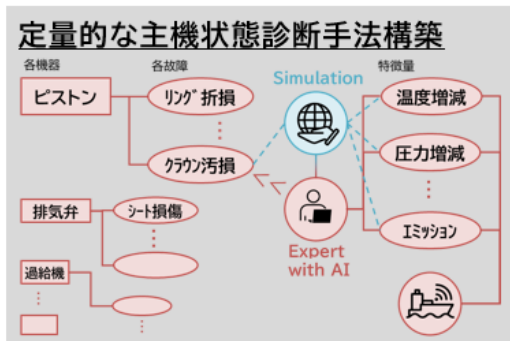 定量的な主機状態診断手法構築
各機器
各故障
特徴量
Simulation
ピストン
リング折損
温度増減
クラウン汚損
圧力増減
排気弁
シート損傷
エミッション
Expert
with AI
過給機